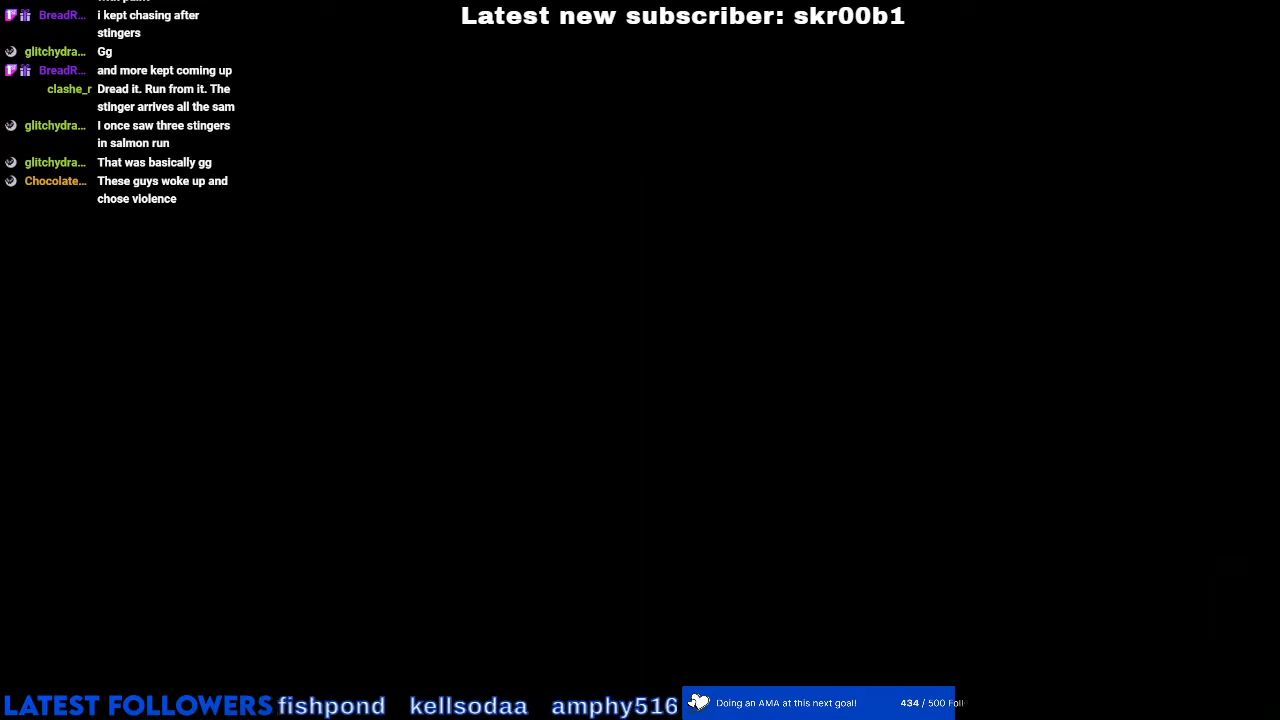 Latest new subscriber: skr00b1
BreadR... i kept chasing after
stingers
glitchydra... Gg
BreadR... and more kept coming up
clashe_r Dread it. Run from it. The
stinger arrives all the sam
glitchydra... I once saw three stingers
in salmon run
glitchydra... That was basically gg
Chocolate... These guys woke up and
chose violence
LATEST FOLLOWERS fishpond kellsodaa amphy516
Doing an AMA at this next goal! 434 / 500 Foll